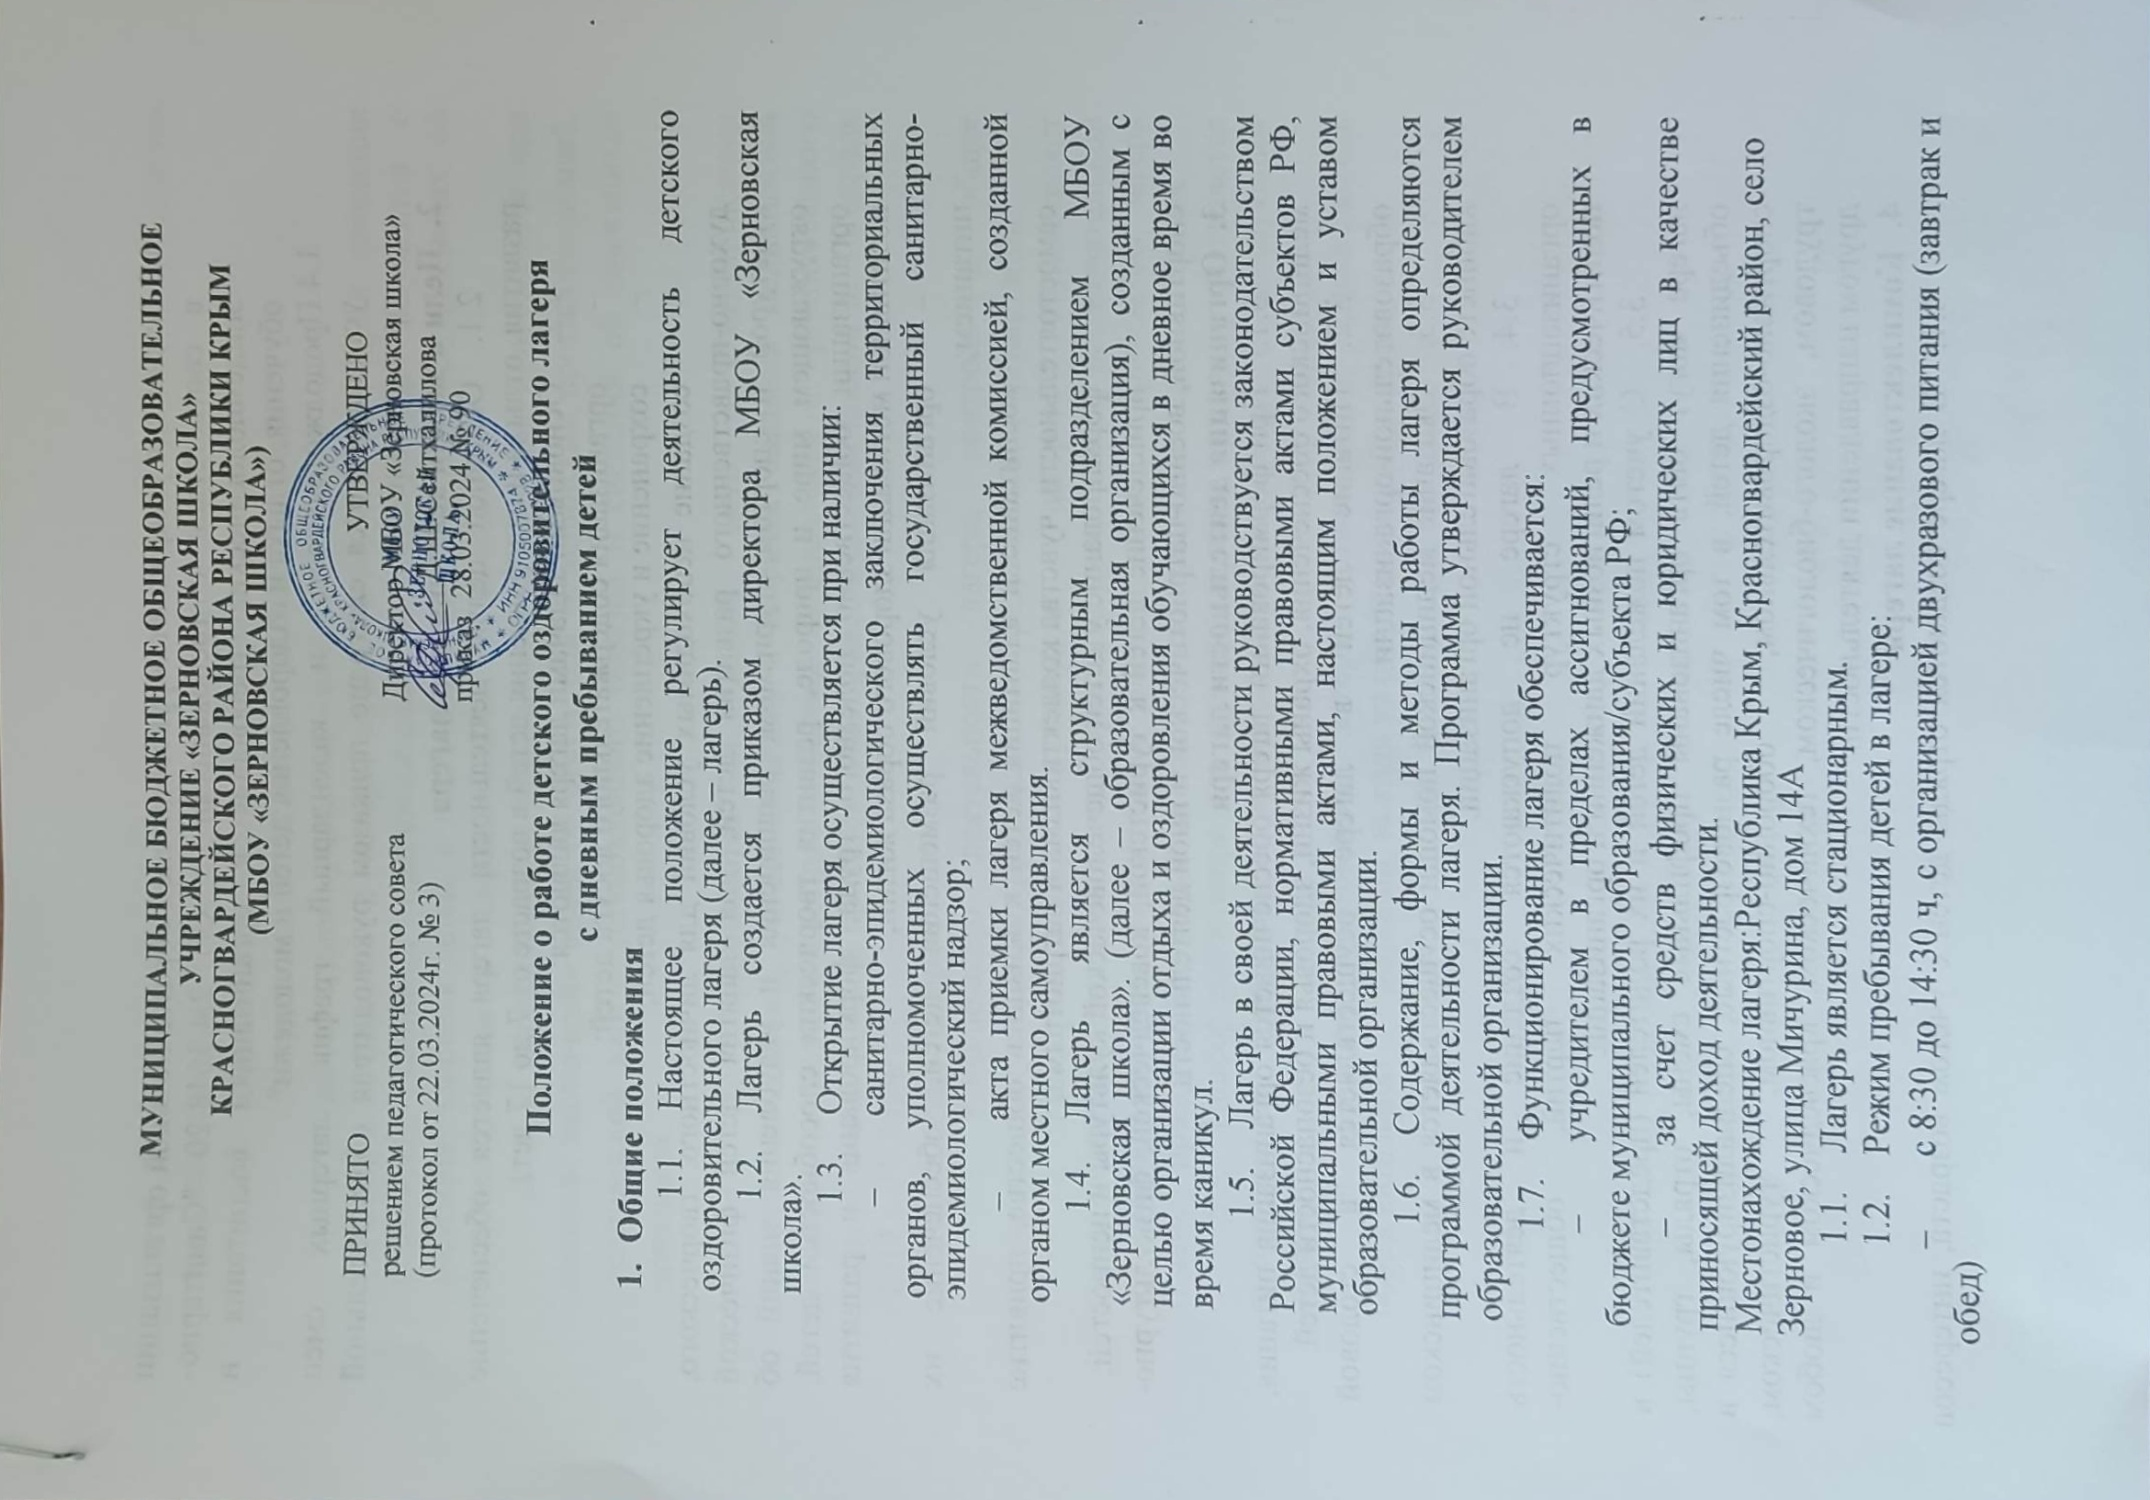 МУНИЦИПАЛЬНОЕ БЮДЖЕТНОЕ ОБЩЕОБРАЗОВАТЕЛЬНОЕ
УЧРЕЖДЕНИЕ «ЗЕРНОВСКАЯ ШКОЛА»
КРАСНОГВАРДЕЙСКОГО РАЙОНА РЕСПУБЛИКИ КРЫМ
(МБОУ «ЗЕРНОВСКАЯ ШКОЛА»)
ПРИНЯТО
решением педагогического совета
(протокол от 22.03.2024г. № 3)
УТВЕРЖДЕНО
Директор МБОУ «Зерновская школа»
Сейтхалилова
приказ 28.03.2024 № 90
Положение о работе детского оздоровительного лагеря
с дневным пребыванием детей
1. Общие положения
1.1. Настоящее положение регулирует деятельность детского
оздоровительного лагеря (далее – лагерь).
1.2. Лагерь создается приказом директора МБОУ «Зерновская
школа».
1.3. Открытие лагеря осуществляется при наличии:
– санитарно-эпидемиологического заключения территориальных
органов, уполномоченных осуществлять государственный санитарно-
эпидемиологический надзор;
– акта приемки лагеря межведомственной комиссией, созданной
органом местного самоуправления.
1.4. Лагерь является структурным подразделением МБОУ
«Зерновская школа». (далее – образовательная организация), созданным с
целью организации отдыха и оздоровления обучающихся в дневное время во
время каникул.
1.5. Лагерь в своей деятельности руководствуется законодательством
Российской Федерации, нормативными правовыми актами субъектов РФ,
муниципальными правовыми актами, настоящим положением и уставом
образовательной организации.
1.6. Содержание, формы и методы работы лагеря определяются
программой деятельности лагеря. Программа утверждается руководителем
образовательной организации.
1.7. Функционирование лагеря обеспечивается:
– учредителем в пределах ассигнований, предусмотренных в
бюджете муниципального образования/субъекта РФ;
– за счет средств физических и юридических лиц в качестве
приносящей доход деятельности.
Местонахождение лагеря:Республика Крым, Красногвардейский район, село
Зерновое, улица Мичурина, дом 14А
1.1. Лагерь является стационарным.
1.2. Режим пребывания детей в лагере:
– с 8:30 до 14:30 ч, с организацией двухразового питания (завтрак и
обед)